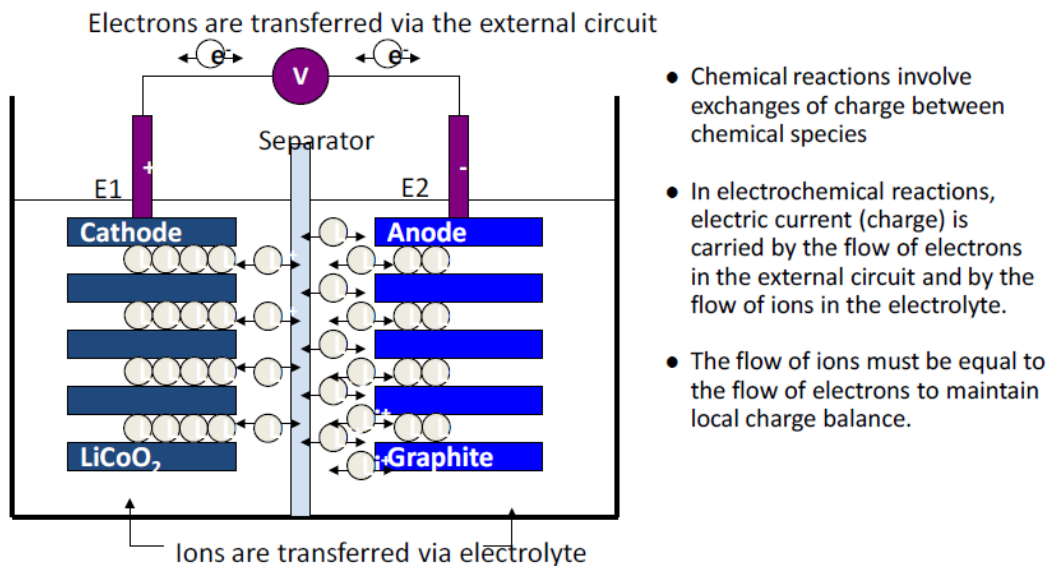 Electrons are transferred via the external circuit
e-
e-
V
Separator
E1
+
E2
-
Cathode
Anode
LiCoO₂
Graphite
Li+
Ions are transferred via electrolyte
● Chemical reactions involve
exchanges of charge between
chemical species
● In electrochemical reactions,
electric current (charge) is
carried by the flow of electrons
in the external circuit and by the
flow of ions in the electrolyte.
● The flow of ions must be equal to
the flow of electrons to maintain
local charge balance.